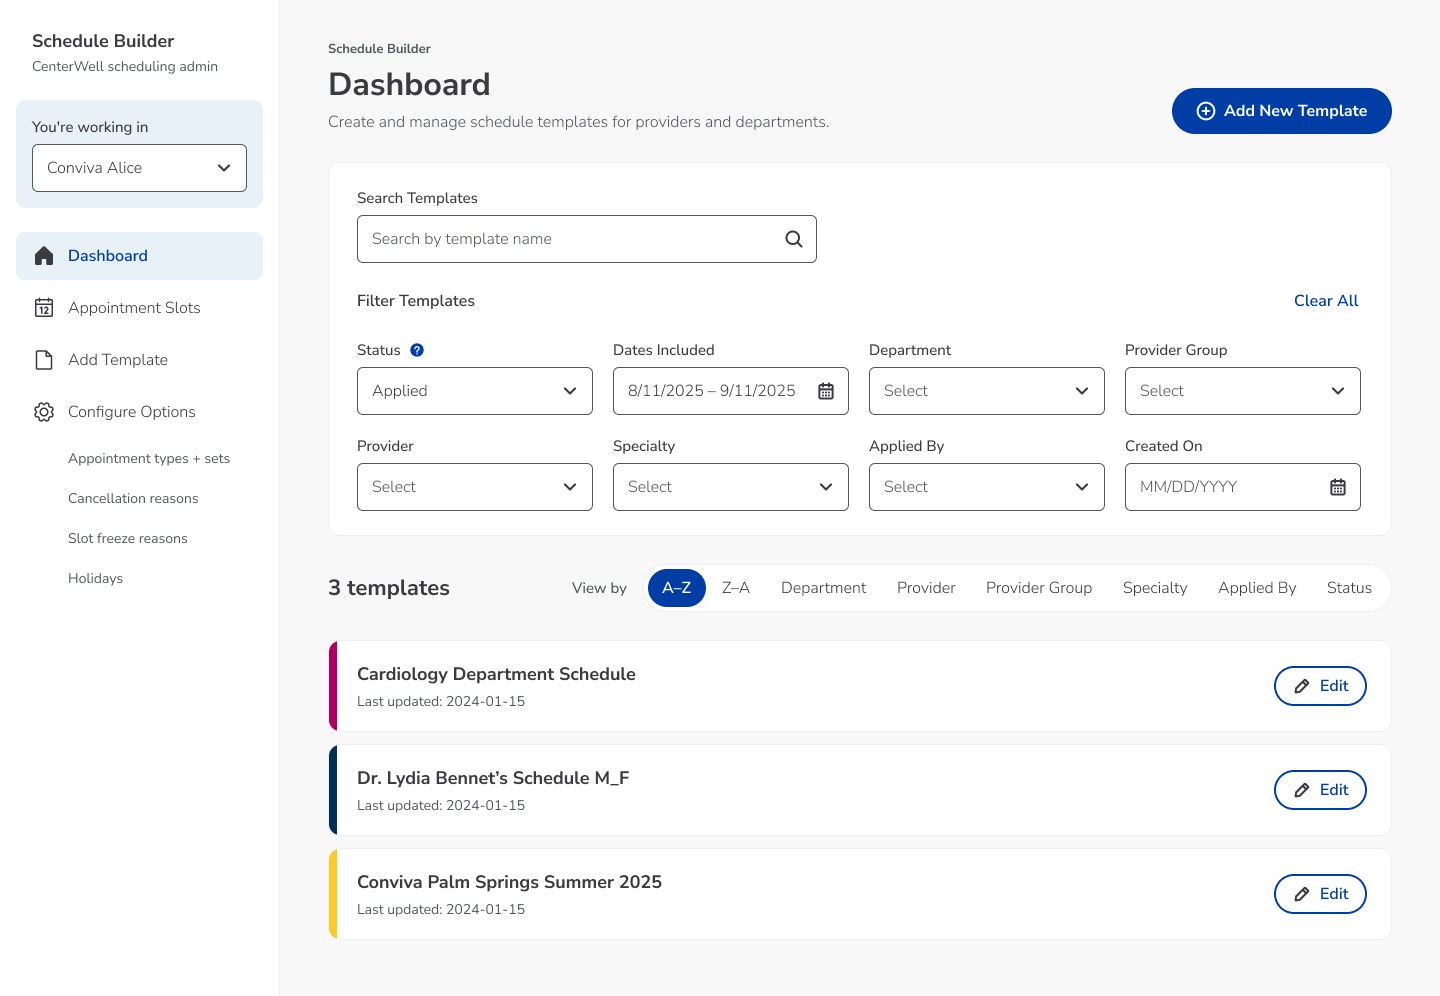 Schedule Builder
CenterWell scheduling admin
You're working in
Conviva Alice
Dashboard
12
Appointment Slots
Add Template
Configure Options
Appointment types + sets
Cancellation reasons
Slot freeze reasons
Holidays
Schedule Builder
Dashboard
Create and manage schedule templates for providers and departments.
Add New Template
Search Templates
Search by template name
Filter Templates
Clear All
Status ?
Dates Included
Department
Provider Group
Applied
8/11/2025 – 9/11/2025
Select
Select
Provider
Specialty
Applied By
Created On
Select
Select
Select
MM/DD/YYYY
3 templates
View by
A–Z
Z–A
Department
Provider
Provider Group
Specialty
Applied By
Status
Cardiology Department Schedule
Last updated: 2024-01-15
Edit
Dr. Lydia Bennet’s Schedule M_F
Last updated: 2024-01-15
Edit
Conviva Palm Springs Summer 2025
Last updated: 2024-01-15
Edit